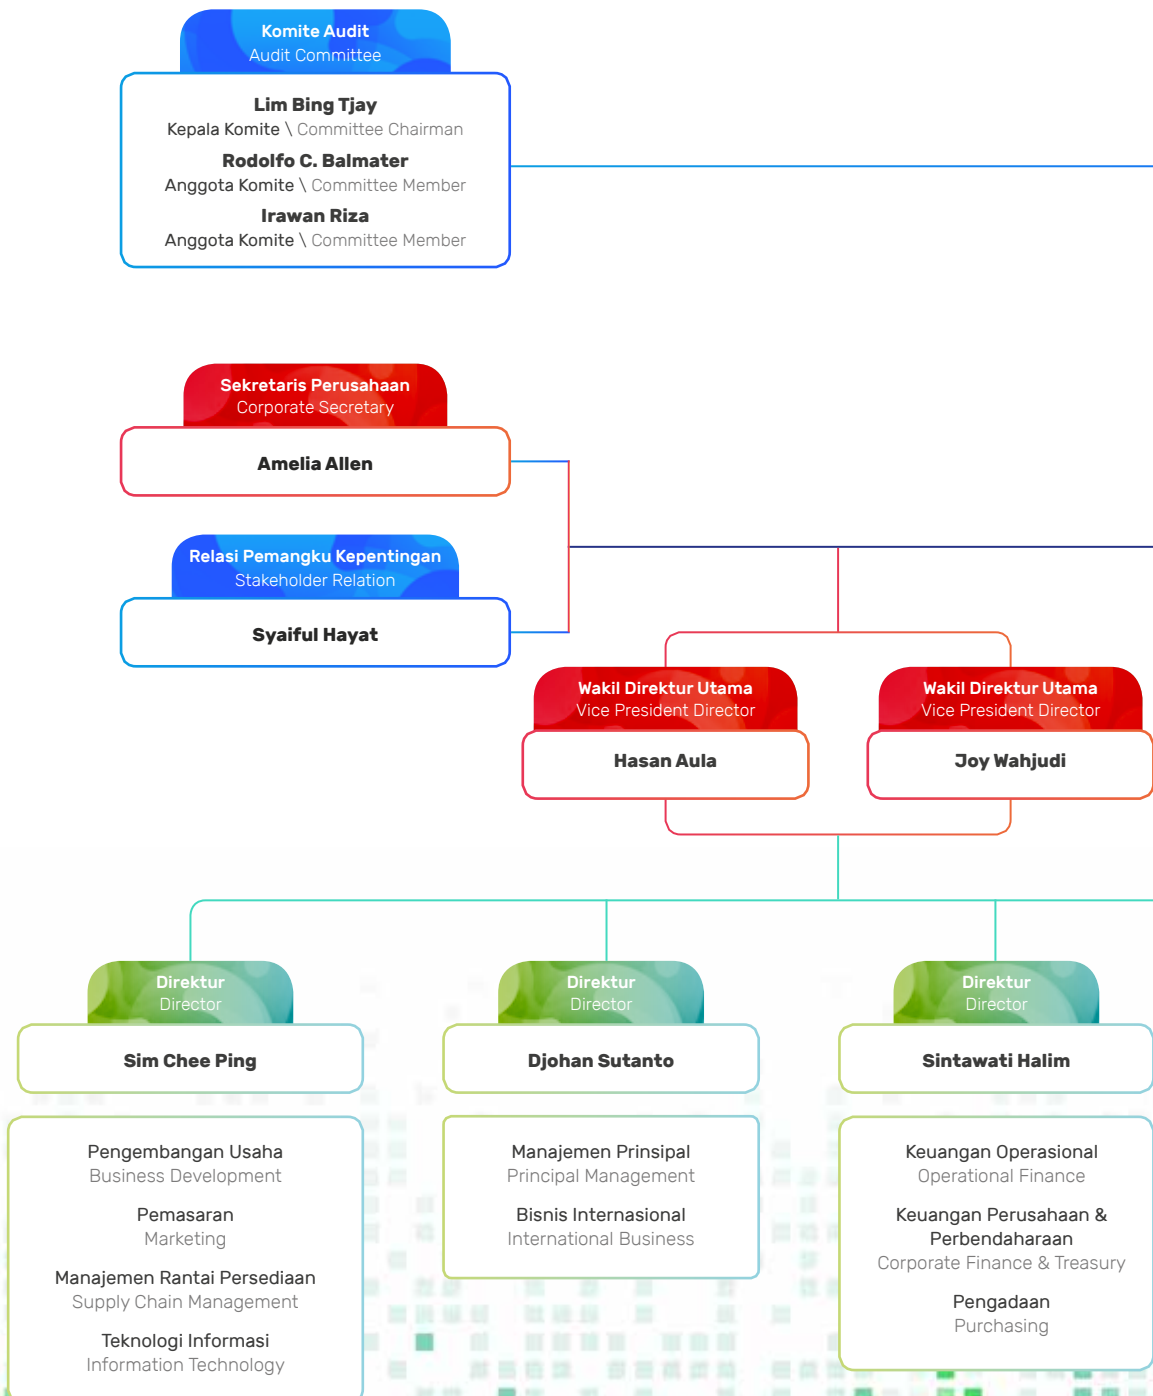 Komite Audit
Audit Committee
Lim Bing Tjay
Kepala Komite \ Committee Chairman
Rodolfo C. Balmater
Anggota Komite \ Committee Member
Irawan Riza
Anggota Komite \ Committee Member
Sekretaris Perusahaan
Corporate Secretary
Amelia Allen
Relasi Pemangku Kepentingan
Stakeholder Relation
Syaiful Hayat
Wakil Direktur Utama
Vice President Director
Hasan Aula
Wakil Direktur Utama
Vice President Director
Joy Wahjudi
Direktur
Director
Sim Chee Ping
Pengembangan Usaha
Business Development
Pemasaran
Marketing
Manajemen Rantai Persediaan
Supply Chain Management
Teknologi Informasi
Information Technology
Direktur
Director
Djohan Sutanto
Manajemen Prinsipal
Principal Management
Bisnis Internasional
International Business
Direktur
Director
Sintawati Halim
Keuangan Operasional
Operational Finance
Keuangan Perusahaan &
Perbendaharaan
Corporate Finance & Treasury
Pengadaan
Purchasing